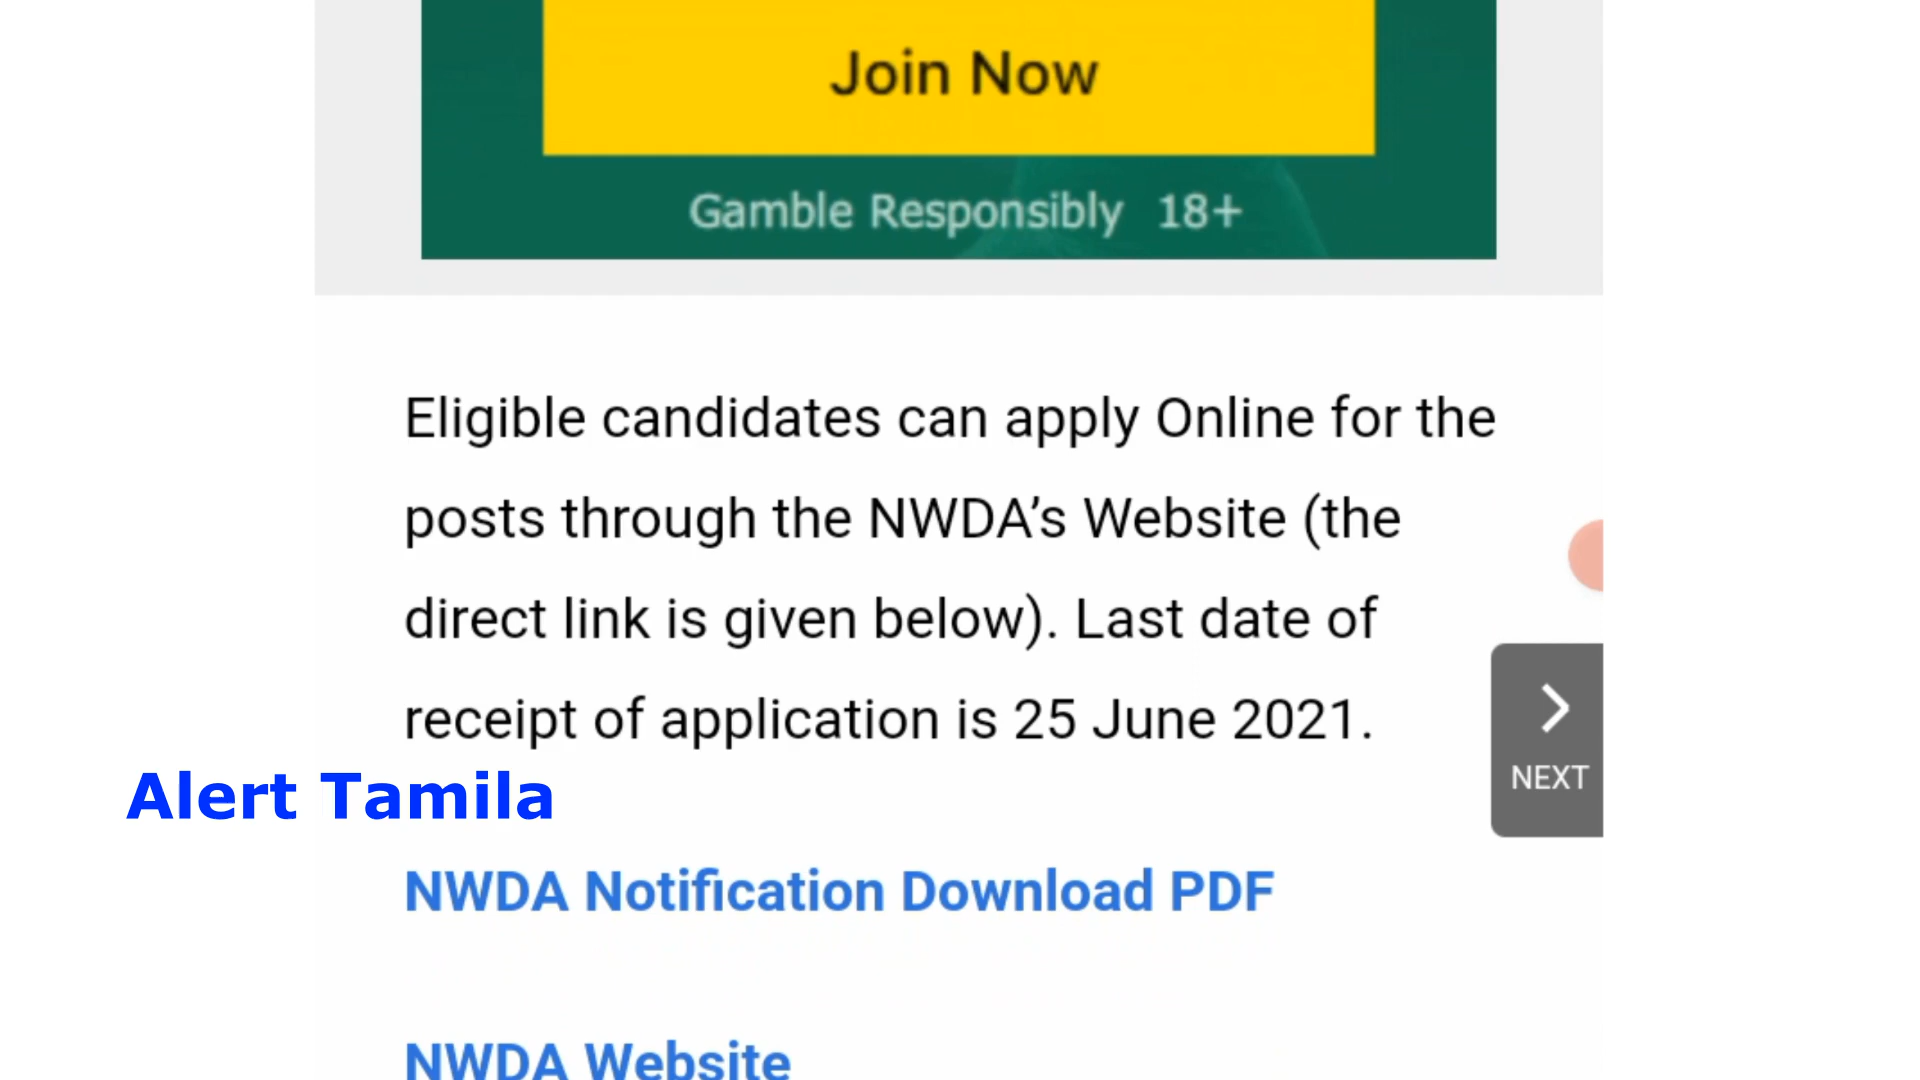 Join Now
Gamble Responsibly 18+
Eligible candidates can apply Online for the
posts through the NWDA’s Website (the
direct link is given below). Last date of
receipt of application is 25 June 2021.
NEXT
Alert Tamila
NWDA Notification Download PDF
NWDA Website